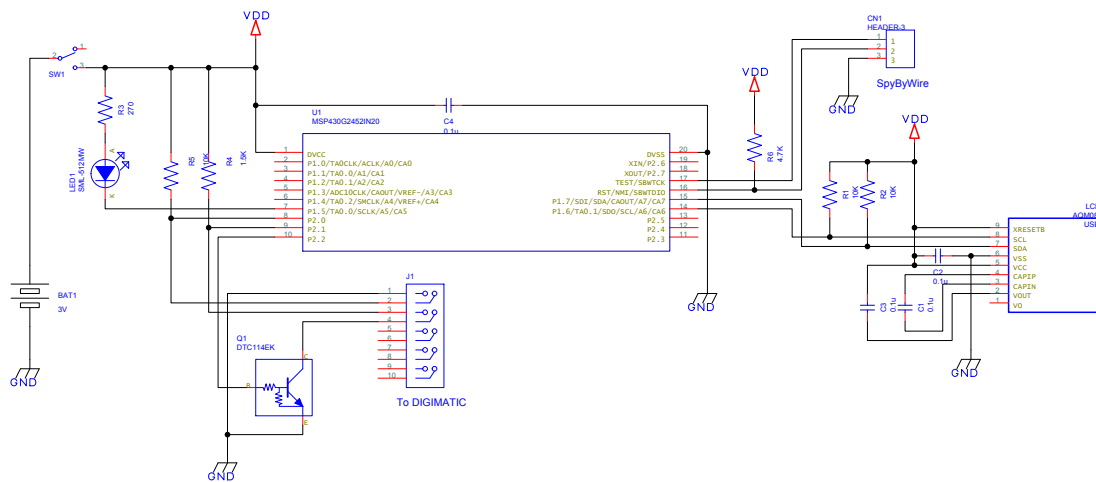 VDD
1
2
3
SW1
R3
270
A
K
LED1
SML-512MW
R5
10K
R4
1.5K
BAT1
3V
GND
C4
0.1u
U1
MSP430G2452IN20
1 DVCC
2 P1.0/TA0CLK/ACLK/A0/CA0
3 P1.1/TA0.0/A1/CA1
4 P1.2/TA0.1/A2/CA2
5 P1.3/ADC10CLK/CAOUT/VREF-/A3/CA3
6 P1.4/TA0.2/SMCLK/A4/VREF+/CA4
7 P1.5/TA0.0/SCLK/A5/CA5
8 P2.0
9 P2.1
10 P2.2
DVSS 20
XIN/P2.6 19
XOUT/P2.7 18
TEST/SBWTCK 17
RST/NMI/SBWTDIO 16
P1.7/SDI/SDA/CAOUT/A7/CA7 15
P1.6/TA0.1/SDO/SCL/A6/CA6 14
P2.5 13
P2.4 12
P2.3 11
GND
J1
1
2
3
4
5
6
7
8
9
10
To DIGIMATIC
Q1
DTC114EK
C
B
E
GND
CN1
HEADER-3
1 1
2 2
3 3
SpyByWire
GND
VDD
R6
4.7K
VDD
R1
10K
R2
10K
9 XRESETB
8 SCL
7 SDA
6 VSS
5 VCC
4 CAPIP
3 CAPIN
2 VOUT
1 VO
C2
0.1u
C3
0.1u
C1
0.1u
GND